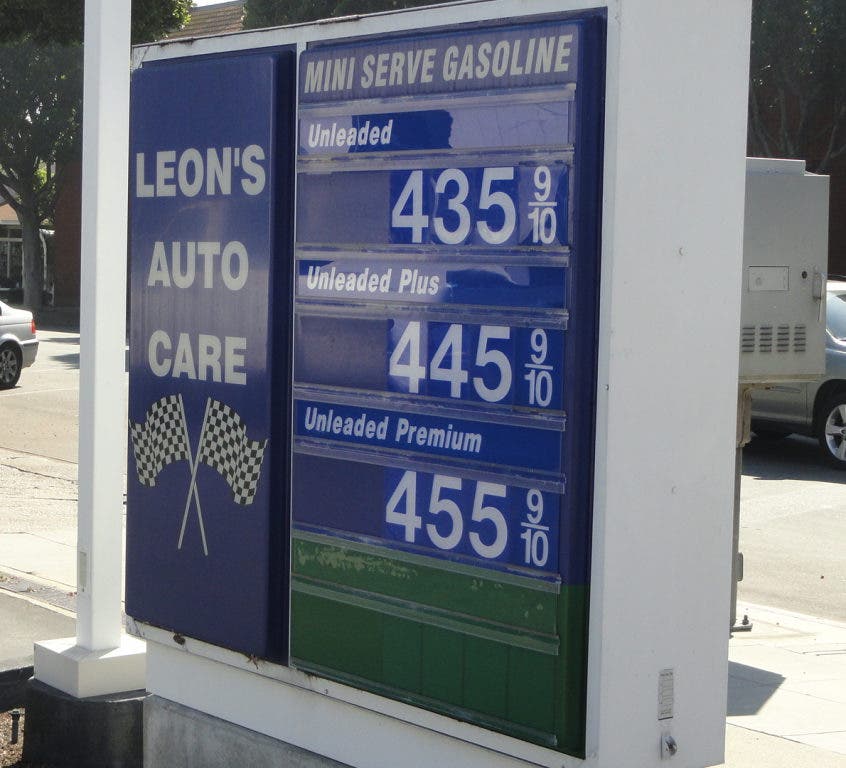 LEON'S
AUTO
CARE
MINI SERVE GASOLINE
Unleaded
435 9/10
Unleaded Plus
445 9/10
Unleaded Premium
455 9/10